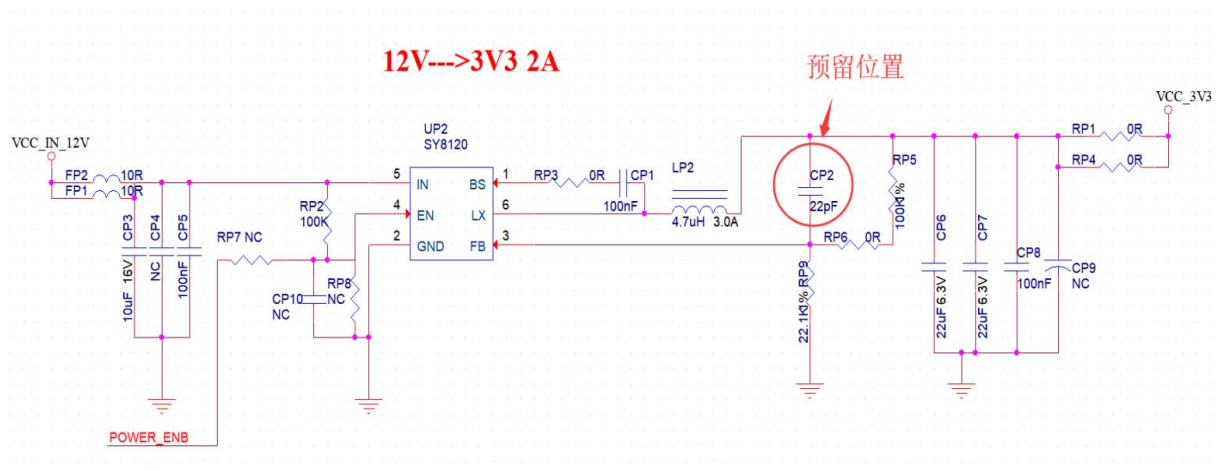 12V--->3V3 2A
预留位置
VCC_3V3
VCC_IN_12V
UP2
SY8120
RP1 0R
FP2 10R
FP1 10R
5 IN
BS 1
RP3 0R
CP1
100nF
LP2
4.7uH 3.0A
CP2
22pF
RP5
100K1%
RP4 0R
4 EN
LX 6
2 GND
FB 3
RP2
100K
CP3
10uF 16V
CP4
NC
CP5
100nF
RP7 NC
CP10
NC
RP8
NC
RP6 0R
RP9
22.1K1%
CP6
22uF 6.3V
CP7
22uF 6.3V
CP8
100nF
CP9
NC
POWER_ENB